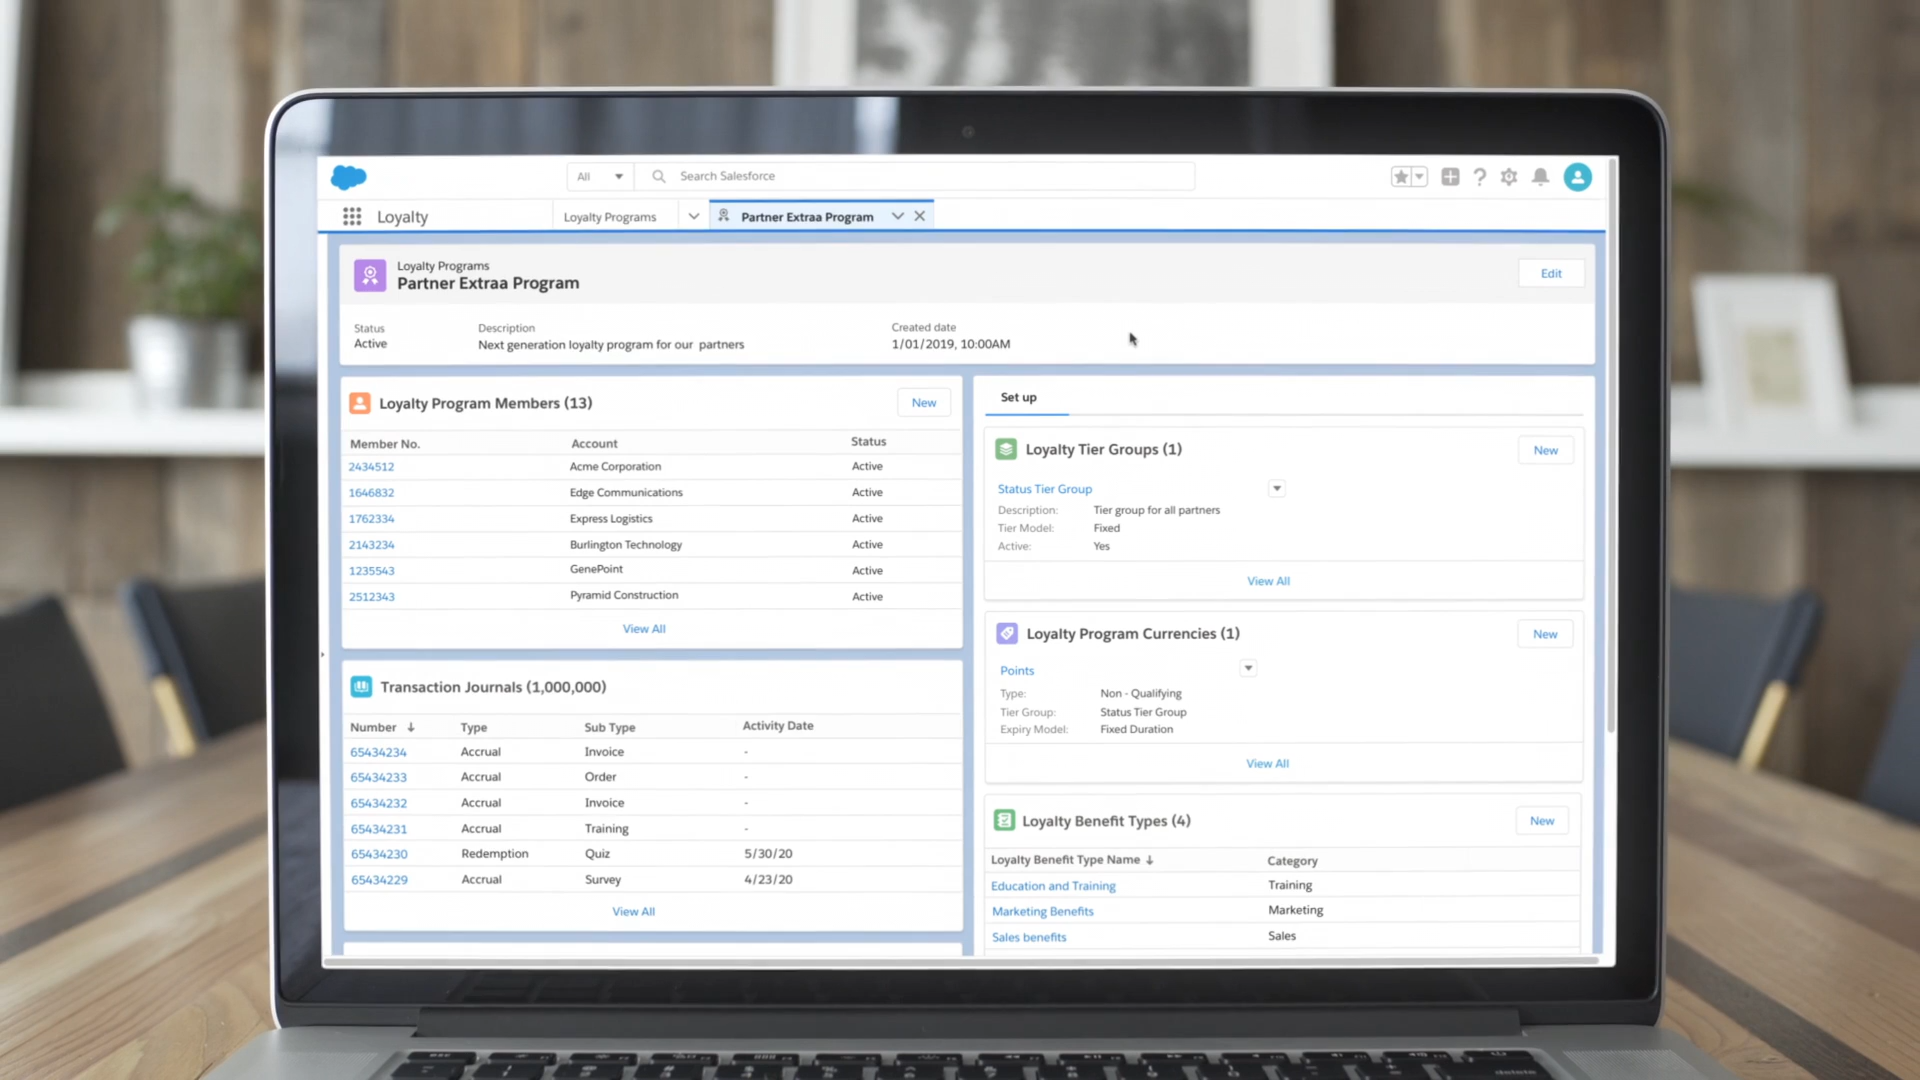 All
Search Salesforce
Loyalty
Loyalty Programs
Partner Extraa Program
Loyalty Programs
Partner Extraa Program
Edit
Status
Active
Description
Next generation loyalty program for our partners
Created date
1/01/2019, 10:00AM
Loyalty Program Members (13)
New
Member No. Account Status
2434512 Acme Corporation Active
1646832 Edge Communications Active
1762334 Express Logistics Active
2143234 Burlington Technology Active
1235543 GenePoint Active
2512343 Pyramid Construction Active
View All
Transaction Journals (1,000,000)
Number Type Sub Type Activity Date
65434234 Accrual Invoice -
65434233 Accrual Order -
65434232 Accrual Invoice -
65434231 Accrual Training -
65434230 Redemption Quiz 5/30/20
65434229 Accrual Survey 4/23/20
View All
Set up
Loyalty Tier Groups (1)
New
Status Tier Group
Description: Tier group for all partners
Tier Model: Fixed
Active: Yes
View All
Loyalty Program Currencies (1)
New
Points
Type: Non - Qualifying
Tier Group: Status Tier Group
Expiry Model: Fixed Duration
View All
Loyalty Benefit Types (4)
New
Loyalty Benefit Type Name Category
Education and Training Training
Marketing Benefits Marketing
Sales benefits Sales